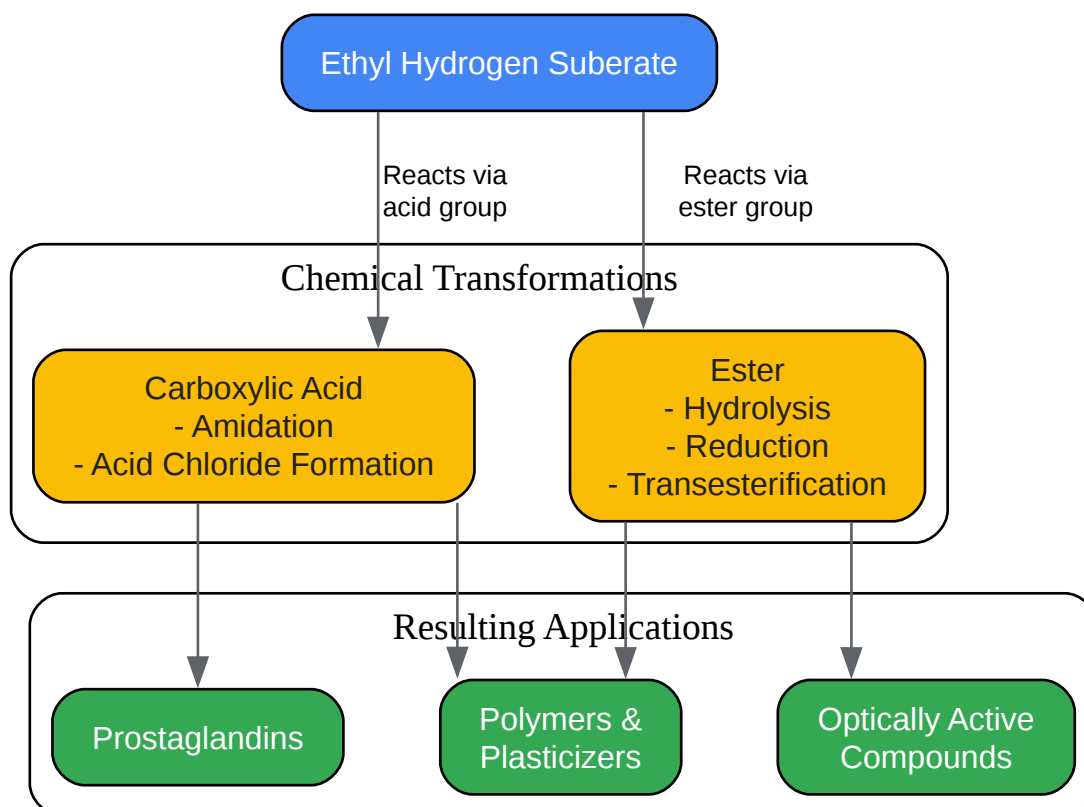 Ethyl Hydrogen Suberate
Reacts via
acid group
Reacts via
ester group
Chemical Transformations
Carboxylic Acid
- Amidation
- Acid Chloride Formation
Ester
- Hydrolysis
- Reduction
- Transesterification
Resulting Applications
Prostaglandins
Polymers &
Plasticizers
Optically Active
Compounds